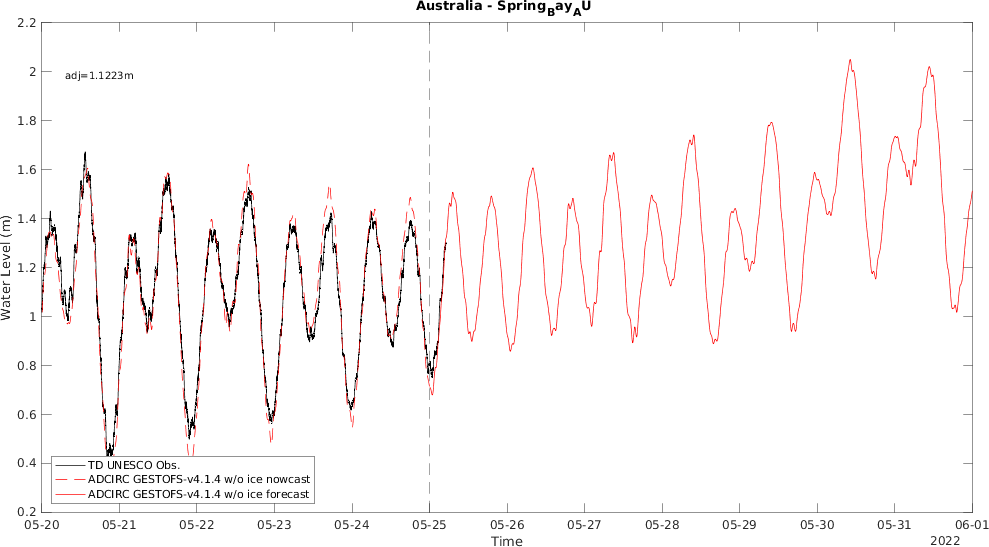 Australia - SpringBayAU
adj=1.1223m
Water Level (m)
2.2
2
1.8
1.6
1.4
1.2
1
0.8
0.6
0.4
0.2
TD UNESCO Obs.
ADCIRC GESTOFS-v4.1.4 w/o ice nowcast
ADCIRC GESTOFS-v4.1.4 w/o ice forecast
05-20 05-21 05-22 05-23 05-24 05-25 05-26 05-27 05-28 05-29 05-30 05-31 06-01
Time
2022